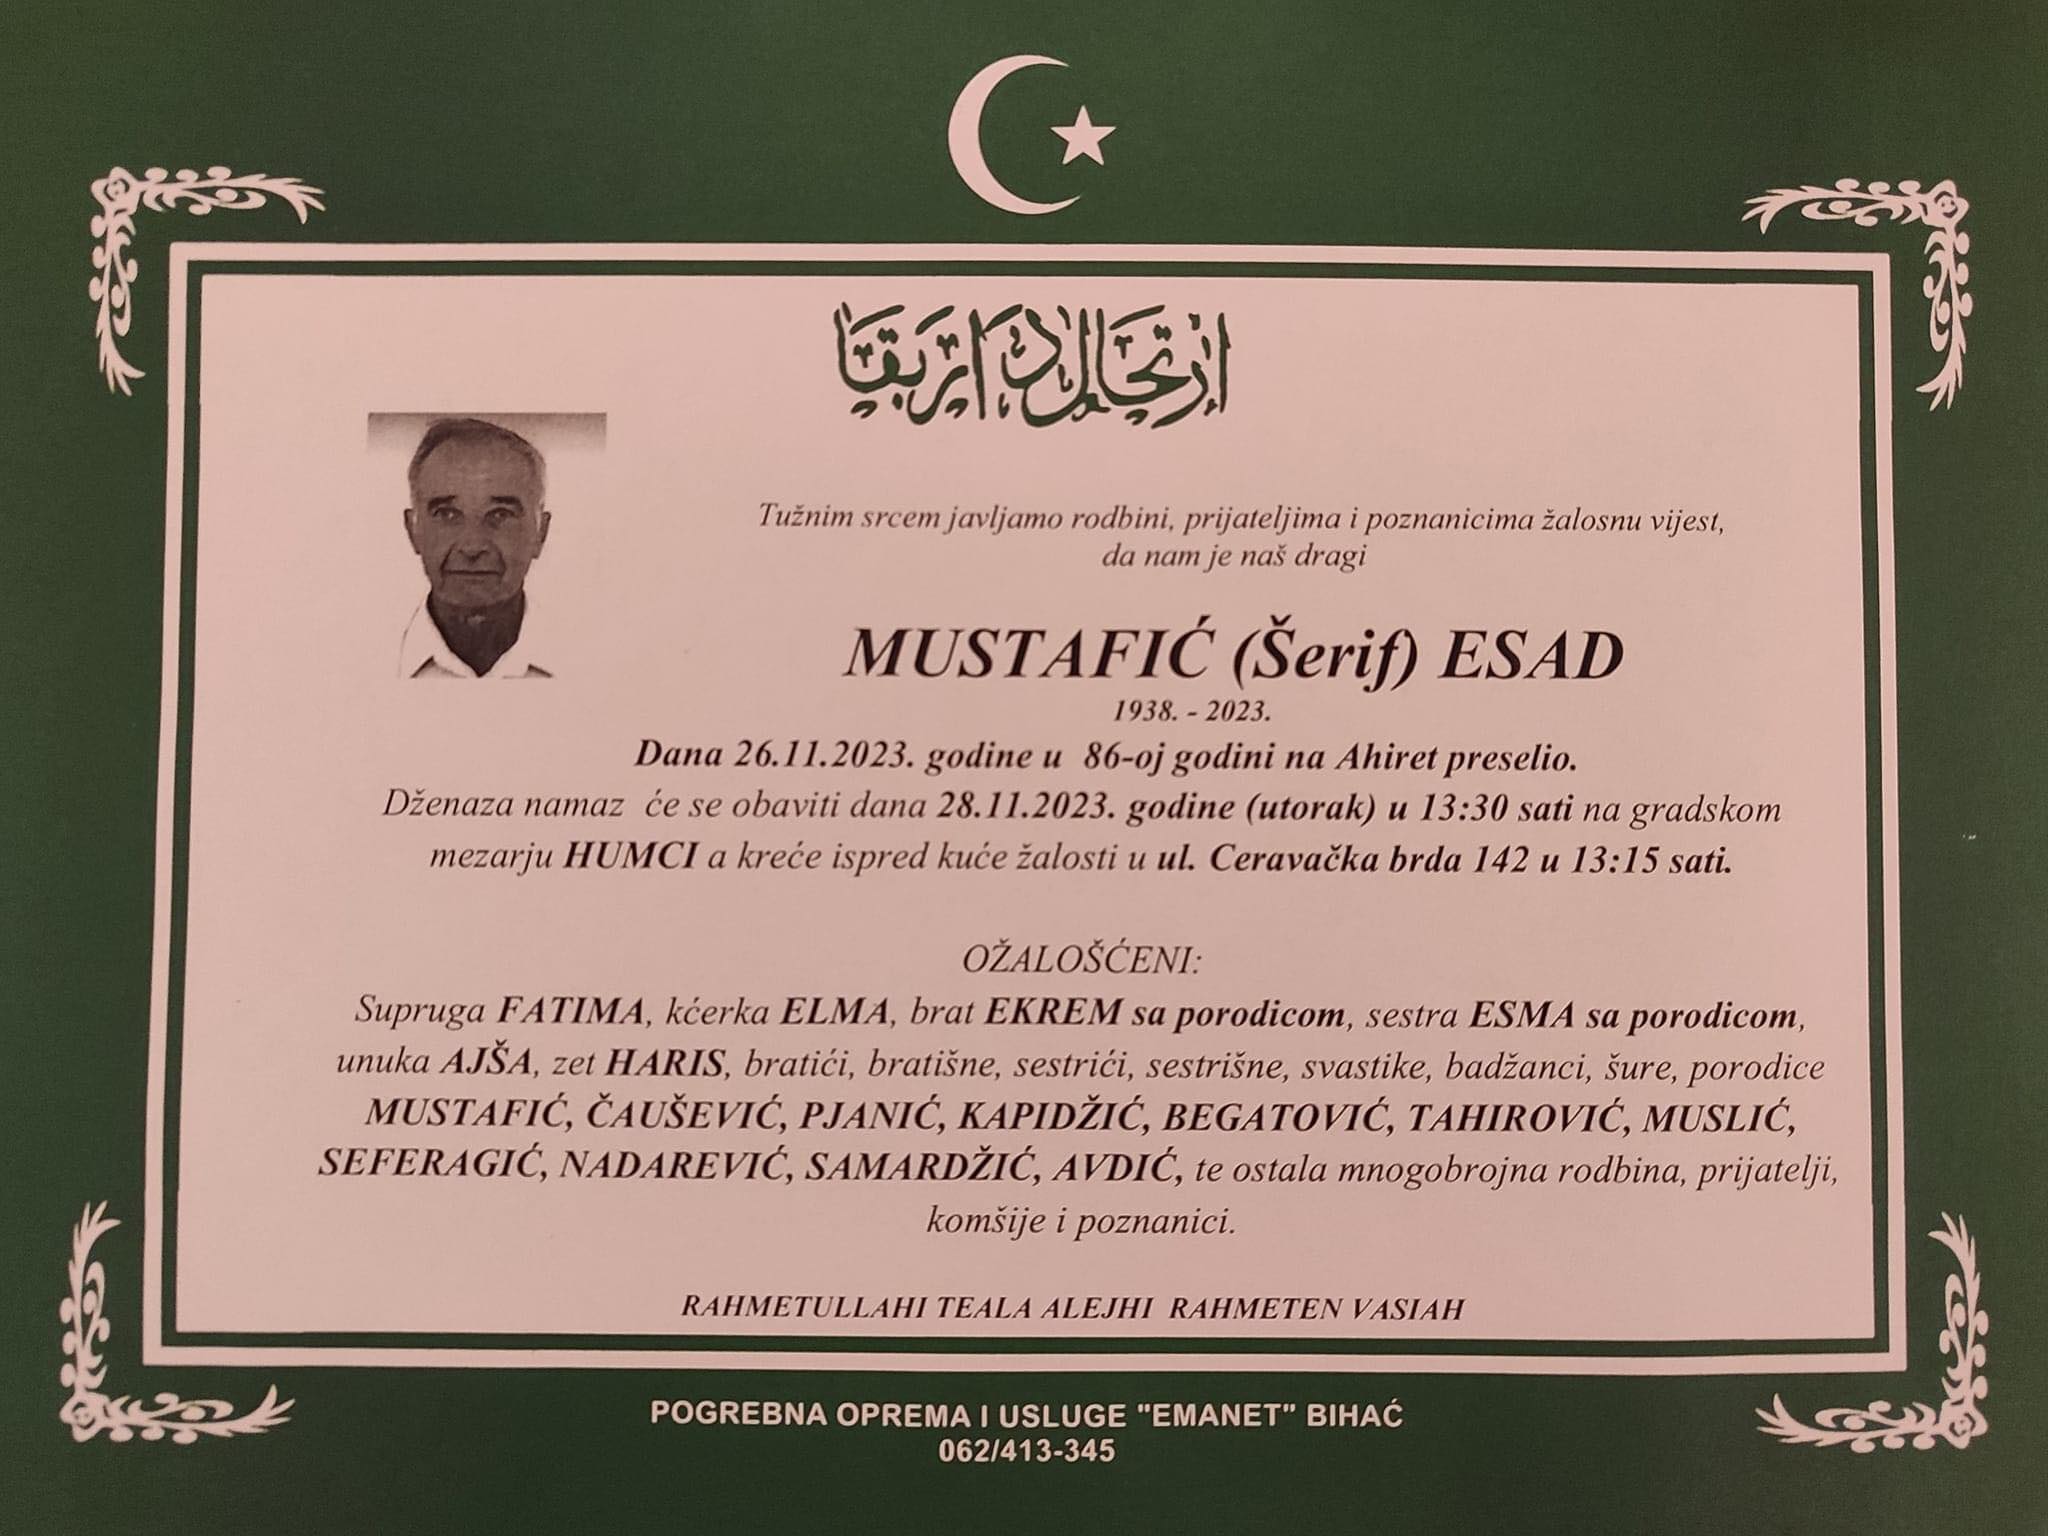 ارتحال دار بقا
Tužnim srcem javljamo rodbini, prijateljima i poznanicima žalosnu vijest,
da nam je naš dragi
MUSTAFIĆ (Šerif) ESAD
1938. - 2023.
Dana 26.11.2023. godine u 86-oj godini na Ahiret preselio.
Dženaza namaz će se obaviti dana 28.11.2023. godine (utorak) u 13:30 sati na gradskom
mezarju HUMCI a kreće ispred kuće žalosti u ul. Ceravačka brda 142 u 13:15 sati.
OŽALOŠĆENI:
Supruga FATIMA, kćerka ELMA, brat EKREM sa porodicom, sestra ESMA sa porodicom,
unuka AJŠA, zet HARIS, bratići, bratišne, sestrići, sestrišne, svastike, badžanci, šure, porodice
MUSTAFIĆ, ČAUŠEVIĆ, PJANIĆ, KAPIDŽIĆ, BEGATOVIĆ, TAHIROVIĆ, MUSLIĆ,
SEFERAGIĆ, NADAREVIĆ, SAMARDŽIĆ, AVDIĆ, te ostala mnogobrojna rodbina, prijatelji,
komšije i poznanici.
RAHMETULLAHI TEALA ALEJHI RAHMETEN VASIAH
POGREBNA OPREMA I USLUGE "EMANET" BIHAĆ
062/413-345